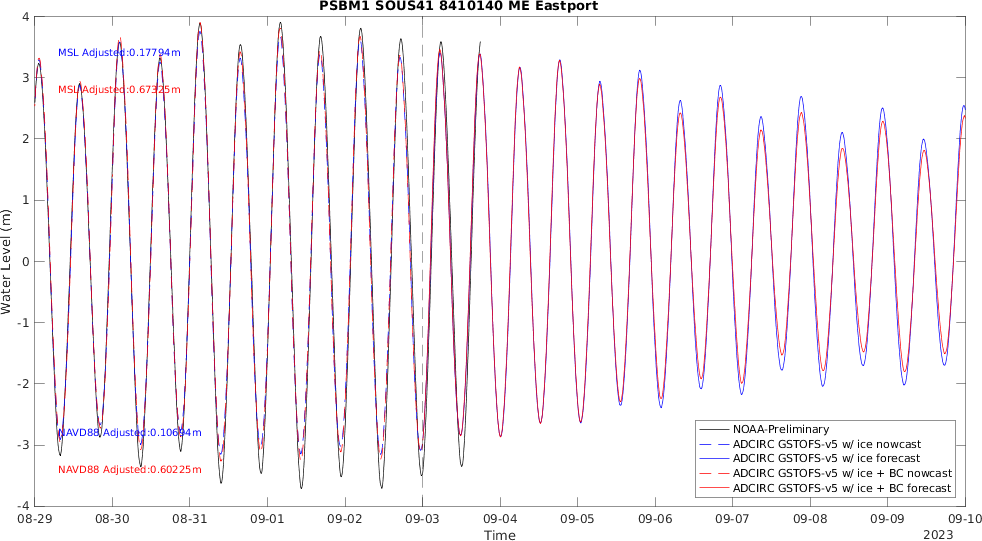 PSBM1 SOUS41 8410140 ME Eastport
4
3
2
1
0
-1
-2
-3
-4
Water Level (m)
MSL Adjusted:0.17794m
MSL Adjusted:0.67325m
NAVD88 Adjusted:0.10694m
NAVD88 Adjusted:0.60225m
NOAA-Preliminary
ADCIRC GSTOFS-v5 w/ ice nowcast
ADCIRC GSTOFS-v5 w/ ice forecast
ADCIRC GSTOFS-v5 w/ ice + BC nowcast
ADCIRC GSTOFS-v5 w/ ice + BC forecast
08-29 08-30 08-31 09-01 09-02 09-03 09-04 09-05 09-06 09-07 09-08 09-09 09-10
Time
2023